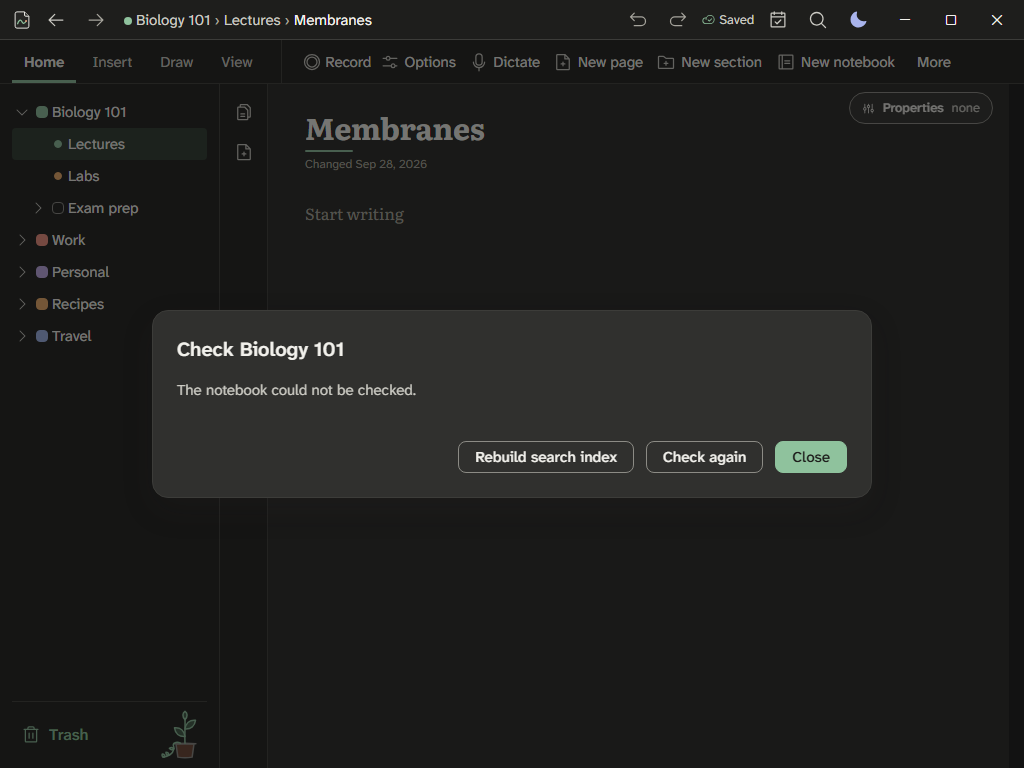 Biology 101 › Lectures › Membranes
Saved
Home Insert Draw View
Record Options Dictate New page New section New notebook More
Biology 101
Lectures
Labs
Exam prep
Work
Personal
Recipes
Travel
Trash
Properties none
Membranes
Changed Sep 28, 2026
Start writing
Check Biology 101
The notebook could not be checked.
Rebuild search index Check again Close